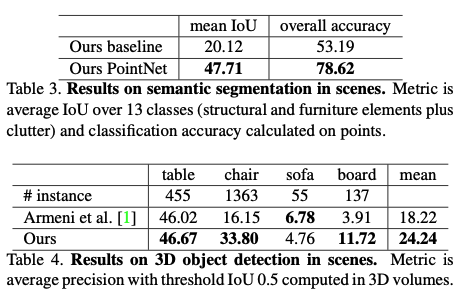 mean IoU overall accuracy
Ours baseline 20.12 53.19
Ours PointNet 47.71 78.62
Table 3. Results on semantic segmentation in scenes. Metric is
average IoU over 13 classes (structural and furniture elements plus
clutter) and classification accuracy calculated on points.
table chair sofa board mean
# instance 455 1363 55 137
Armeni et al. [1] 46.02 16.15 6.78 3.91 18.22
Ours 46.67 33.80 4.76 11.72 24.24
Table 4. Results on 3D object detection in scenes. Metric is
average precision with threshold IoU 0.5 computed in 3D volumes.